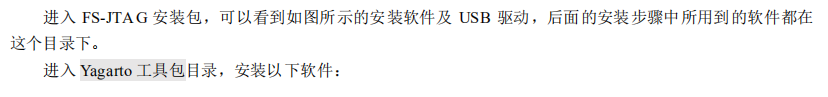 进入 FS-JTAG 安装包，可以看到如图所示的安装软件及 USB 驱动，后面的安装步骤中所用到的软件都在
这个目录下。
进入 Yagarto 工具包目录，安装以下软件：